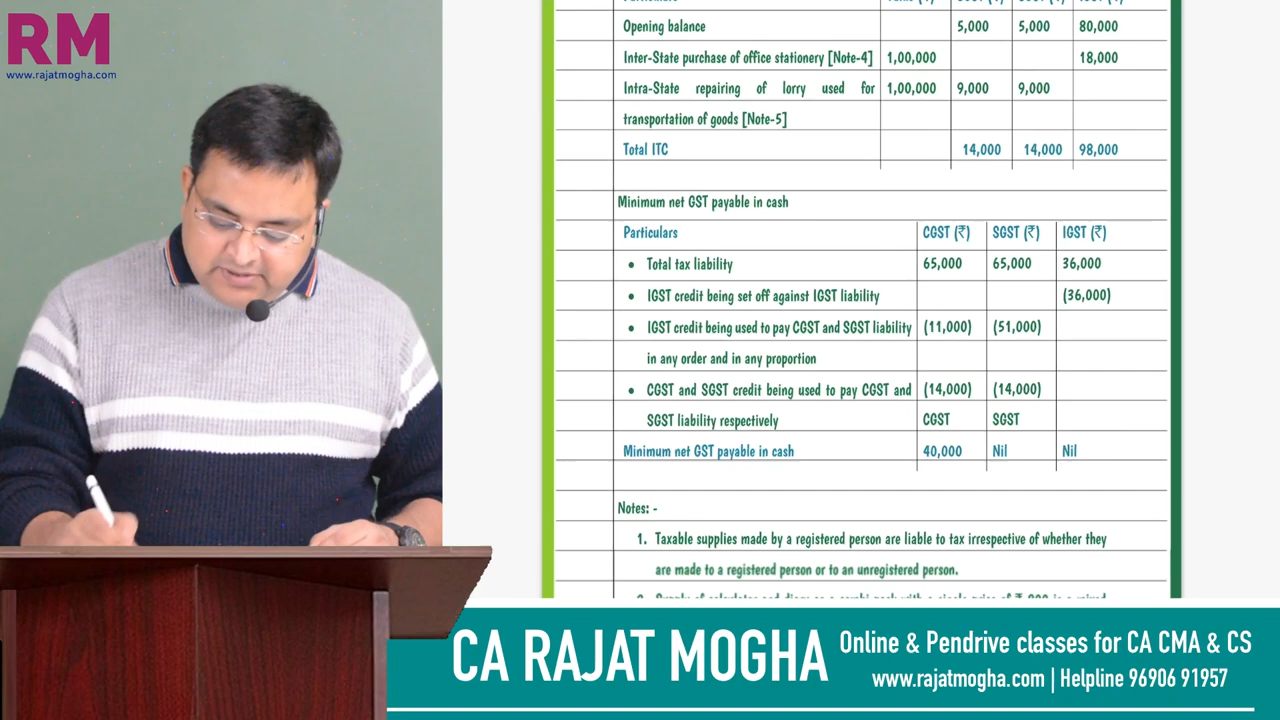 RM
www.rajatmogha.com
Opening balance 5,000 5,000 80,000
Inter-State purchase of office stationery [Note-4] 1,00,000 18,000
Intra-State repairing of lorry used for 1,00,000 9,000 9,000
transportation of goods [Note-5]
Total ITC 14,000 14,000 98,000
Minimum net GST payable in cash
Particulars CGST (₹) SGST (₹) IGST (₹)
• Total tax liability 65,000 65,000 36,000
• IGST credit being set off against IGST liability (36,000)
• IGST credit being used to pay CGST and SGST liability (11,000) (51,000)
in any order and in any proportion
• CGST and SGST credit being used to pay CGST and (14,000) (14,000)
SGST liability respectively CGST SGST
Minimum net GST payable in cash 40,000 Nil Nil
Notes: -
1. Taxable supplies made by a registered person are liable to tax irrespective of whether they
are made to a registered person or to an unregistered person.
CA RAJAT MOGHA
Online & Pendrive classes for CA CMA & CS
www.rajatmogha.com | Helpline 96906 91957